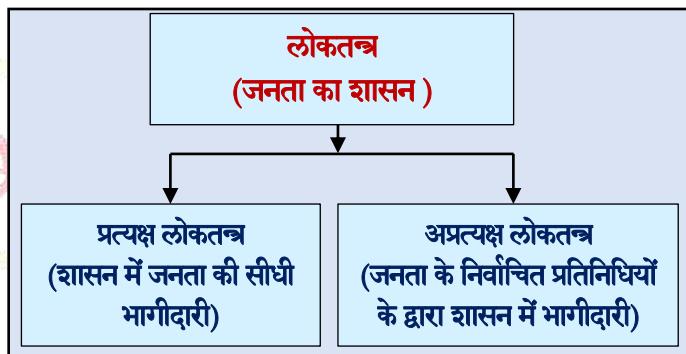 लोकतन्त्र
(जनता का शासन )
प्रत्यक्ष लोकतन्त्र
(शासन में जनता की सीधी
भागीदारी)
अप्रत्यक्ष लोकतन्त्र
(जनता के निर्वाचित प्रतिनिधियों
के द्वारा शासन में भागीदारी)